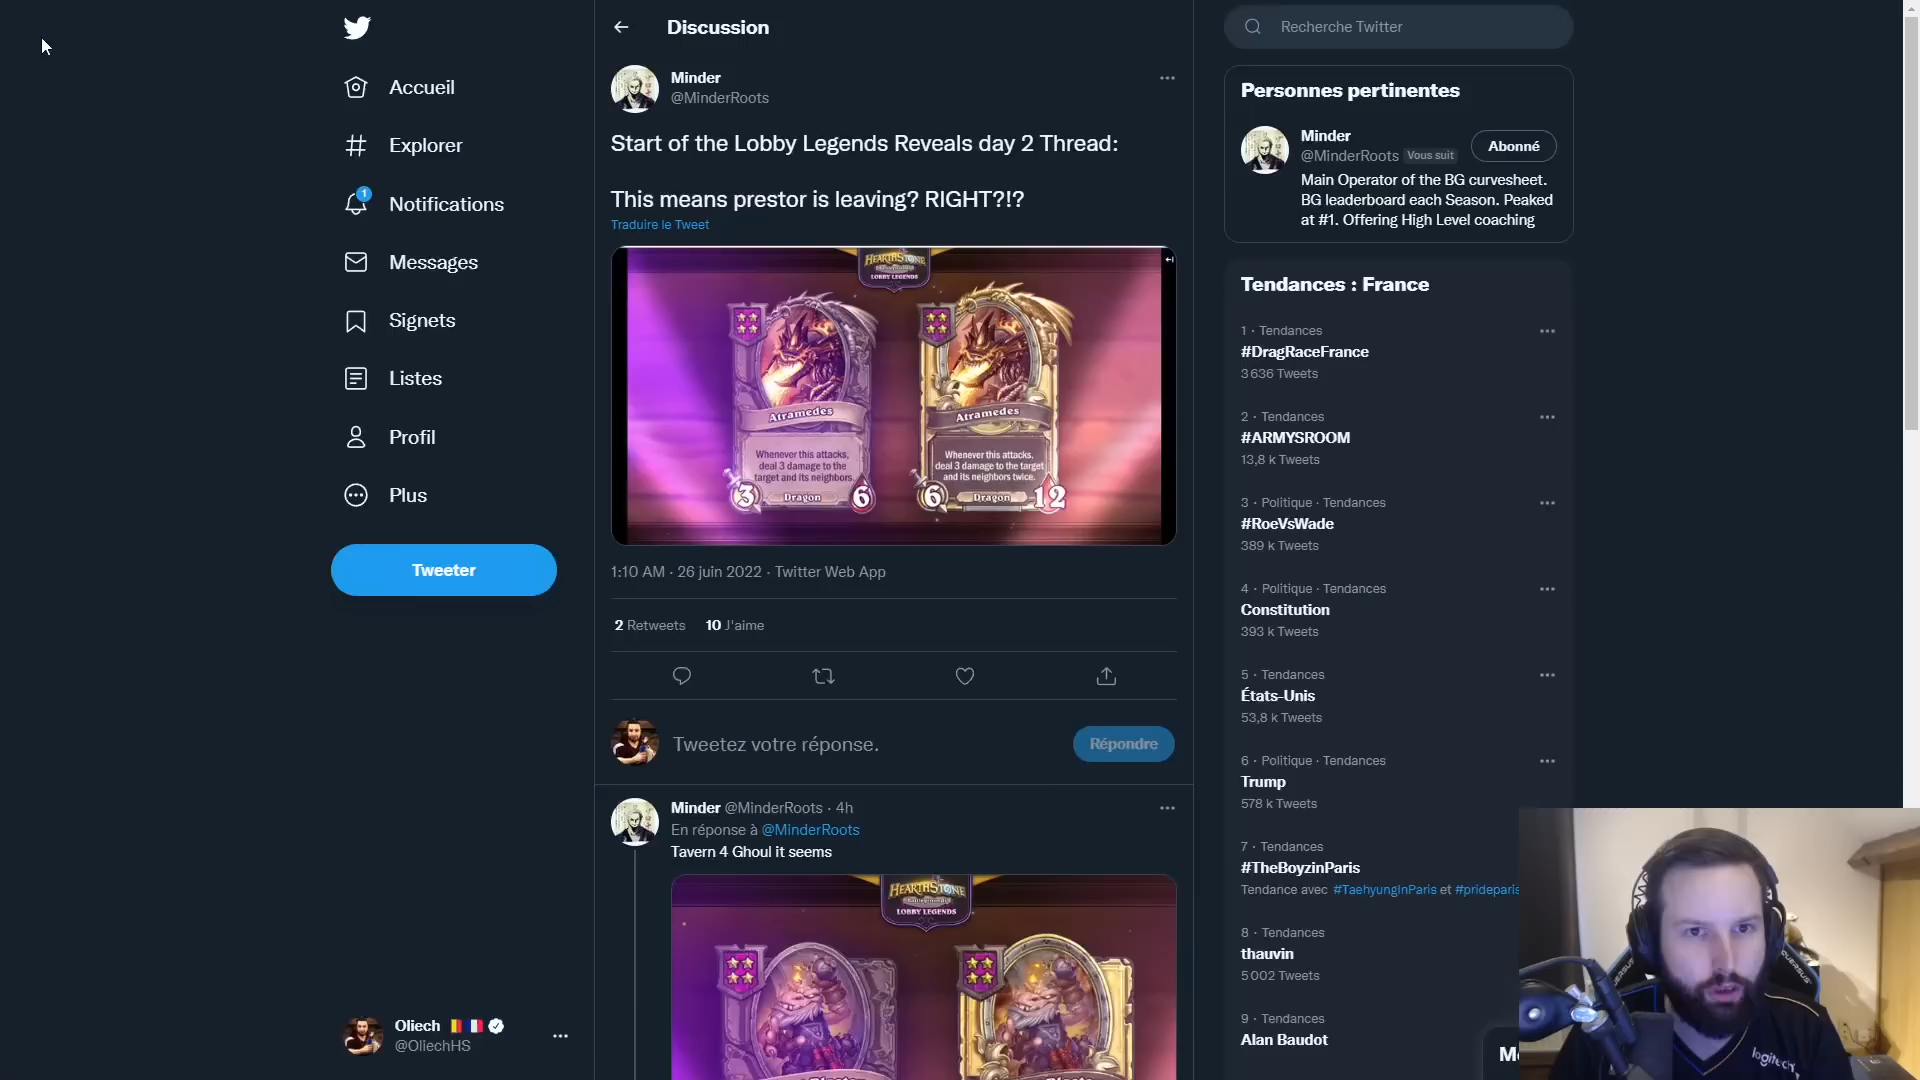 Accueil
Explorer
1
Notifications
Messages
Signets
Listes
Profil
Plus
Tweeter
Oliech
@OliechHS
Discussion
Minder
@MinderRoots
Start of the Lobby Legends Reveals day 2 Thread:
This means prestor is leaving? RIGHT?!?
Traduire le Tweet
HEARTHSTONE
LOBBY LEGENDS
Atramedes
Whenever this attacks,
deal 3 damage to the
target and its neighbors.
3 Dragon 6
Atramedes
Whenever this attacks,
deal 3 damage to the target
and its neighbors twice.
6 Dragon 12
1:10 AM · 26 juin 2022 · Twitter Web App
2 Retweets 10 J'aime
Tweetez votre réponse.
Répondre
Minder @MinderRoots · 4h
En réponse à @MinderRoots
Tavern 4 Ghoul it seems
HEARTHSTONE
Battlegrounds
LOBBY LEGENDS
Recherche Twitter
Personnes pertinentes
Minder
@MinderRoots Vous suit
Abonné
Main Operator of the BG curvesheet.
BG leaderboard each Season. Peaked
at #1. Offering High Level coaching
Tendances : France
1 · Tendances
#DragRaceFrance
3 636 Tweets
2 · Tendances
#ARMYSROOM
13,8 k Tweets
3 · Politique · Tendances
#RoeVsWade
389 k Tweets
4 · Politique · Tendances
Constitution
393 k Tweets
5 · Tendances
États-Unis
53,8 k Tweets
6 · Politique · Tendances
Trump
578 k Tweets
7 · Tendances
#TheBoyzinParis
Tendance avec #TaehyungInParis et #prideparis
8 · Tendances
thauvin
5 002 Tweets
9 · Tendances
Alan Baudot
logitech